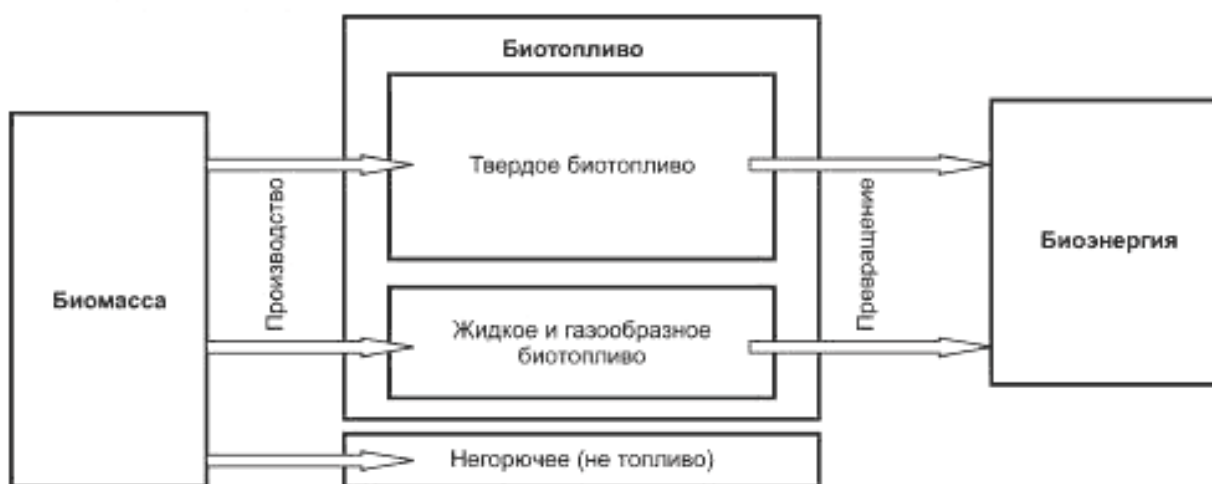 Биотопливо
Твердое биотопливо
Производство
Превращение
Биоэнергия
Биомасса
Жидкое и газообразное
биотопливо
Негорючее (не топливо)